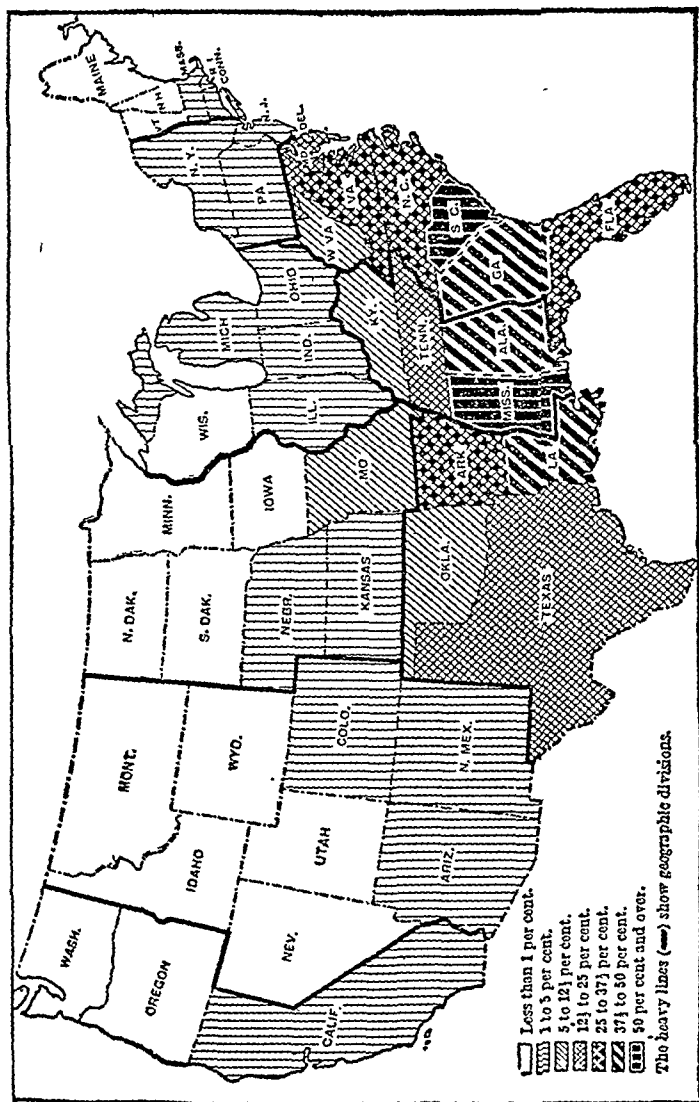 WASH.
OREGON
CALIF.
NEV.
IDAHO
MONT.
WYO.
UTAH
ARIZ.
COLO.
N. MEX.
N. DAK.
S. DAK.
NEBR.
KANSAS
OKLA.
TEXAS
MINN.
IOWA
MO
ARK.
LA.
WIS.
ILL.
MICH
IND.
OHIO
KY.
TENN.
MISS.
ALA.
GA
FLA.
S C.
N. C.
VA
W VA
PA.
N. Y.
N. J.
DEL.
MD.
MAINE
N H
VT.
MASS.
R I
CONN.
Less than 1 per cent.
1 to 5 per cent.
5 to 12½ per cent.
12½ to 25 per cent.
25 to 37½ per cent.
37½ to 50 per cent.
50 per cent and over.
The heavy lines (━) show geographic divisions.